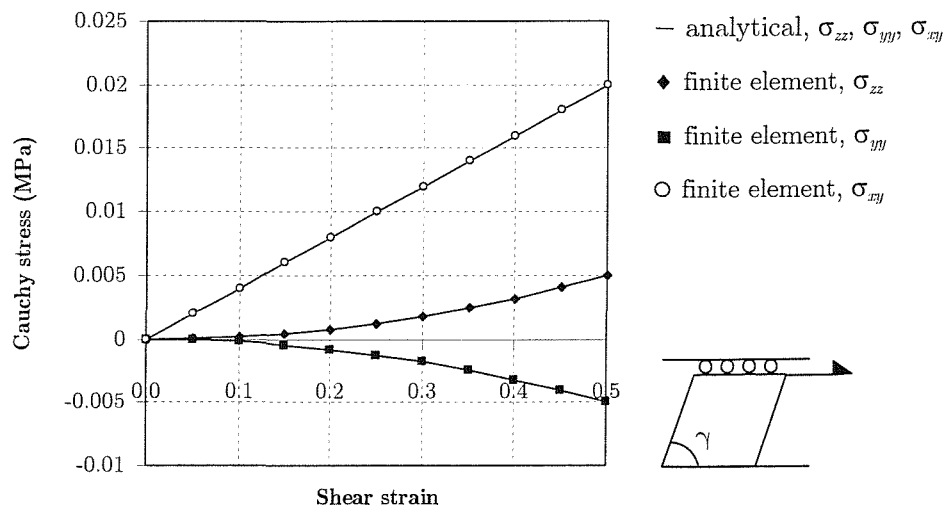 0.025
0.02
0.015
0.01
0.005
0
-0.005
-0.01
Cauchy stress (MPa)
0.0 0.1 0.2 0.3 0.4 0.5
Shear strain
analytical, σzz, σyy, σxy
finite element, σzz
finite element, σyy
finite element, σxy
γ